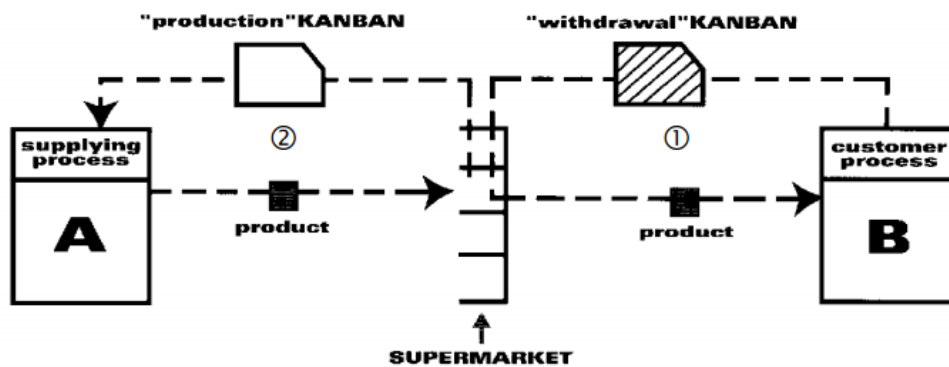 "production"KANBAN
"withdrawal"KANBAN
②
①
supplying
process
customer
process
A
B
product
product
SUPERMARKET